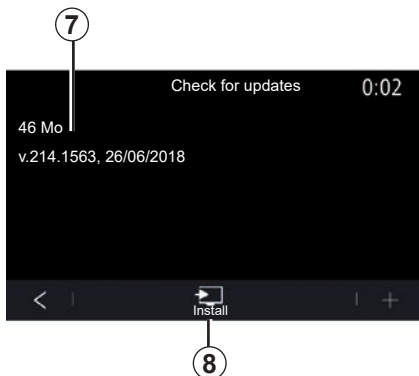 7
Check for updates 0:02
46 Mo
v.214.1563, 26/06/2018
Install
8